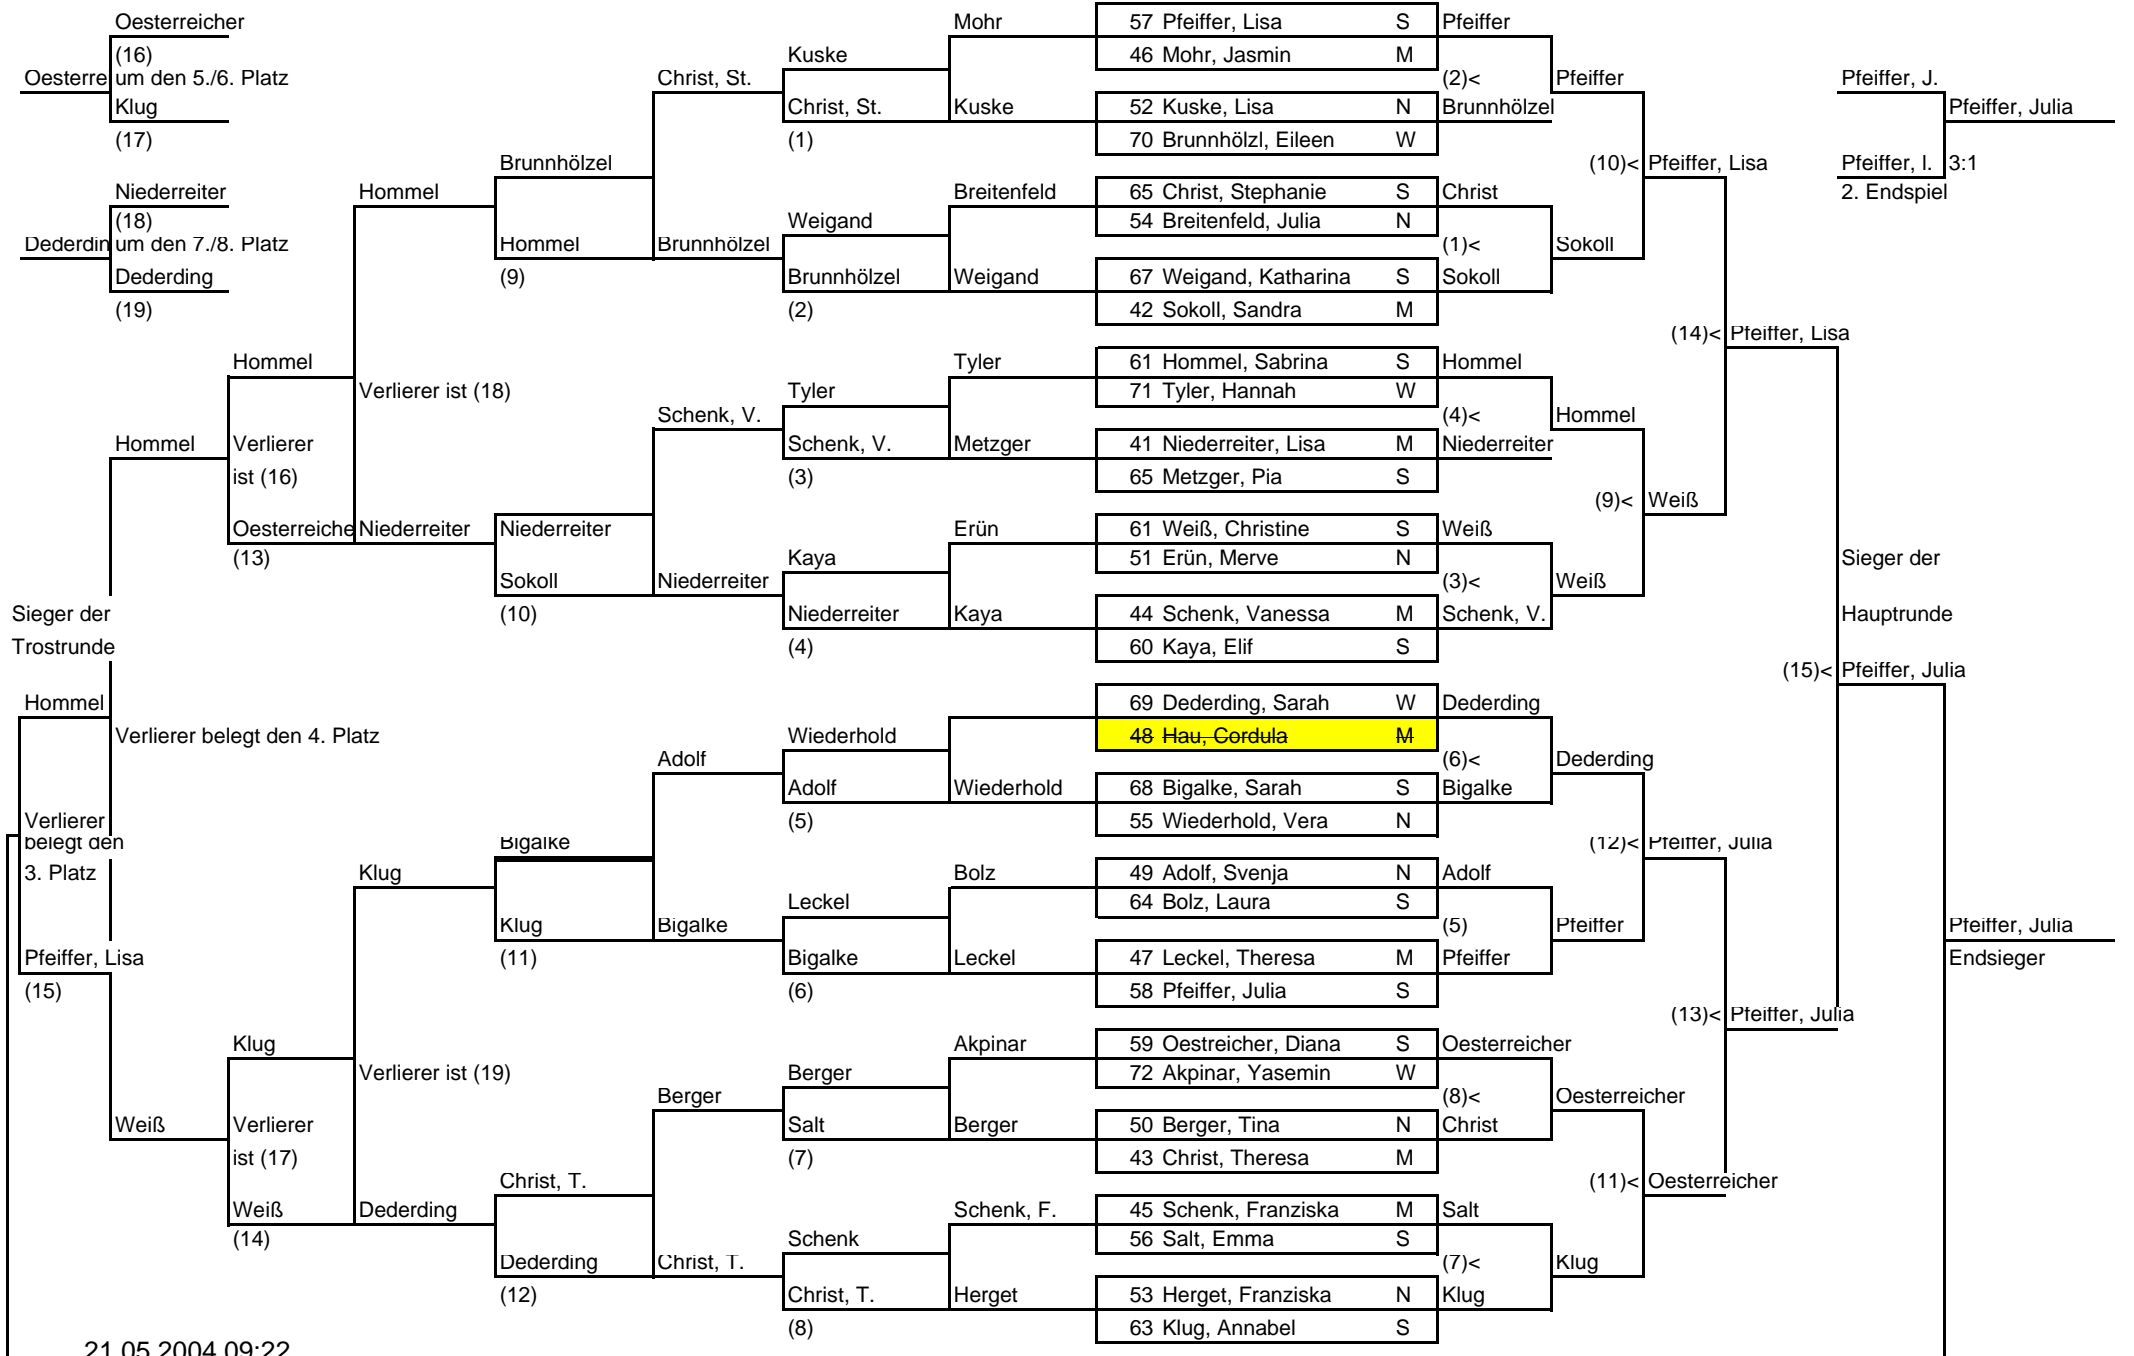 Oesterreicher
(16)
Oesterre um den 5./6. Platz
Klug
(17)
Niederreiter
(18)
Dederdin um den 7./8. Platz
Dederding
(19)
Hommel
Verlierer ist (18)
Hommel
Hommel
Verlierer
ist (16)
Oesterreiche
(13)
Niederreiter
Sieger der
Trostrunde
Hommel
Verlierer belegt den 4. Platz
Verlierer
belegt den
3. Platz
Pfeiffer, Lisa
(15)
Klug
Klug
Verlierer ist (19)
Weiß
Verlierer
ist (17)
Weiß
(14)
Dederding
Brunnhölzel
Hommel
(9)
Niederreiter
Sokoll
(10)
Bigalke
Klug
(11)
Christ, T.
Dederding
(12)
Christ, St.
Brunnhölzel
Schenk, V.
Niederreiter
Adolf
Bigalke
Berger
Christ, T.
Kuske
Christ, St.
(1)
Weigand
Brunnhölzel
(2)
Tyler
Schenk, V.
(3)
Kaya
Niederreiter
(4)
Wiederhold
Adolf
(5)
Leckel
Bigalke
(6)
Berger
Salt
(7)
Schenk
Christ, T.
(8)
Mohr
Kuske
Breitenfeld
Weigand
Tyler
Metzger
Erün
Kaya
Wiederhold
Bolz
Leckel
Akpinar
Berger
Schenk, F.
Herget
57 Pfeiffer, Lisa S
46 Mohr, Jasmin M
52 Kuske, Lisa N
70 Brunnhölzl, Eileen W
65 Christ, Stephanie S
54 Breitenfeld, Julia N
67 Weigand, Katharina S
42 Sokoll, Sandra M
61 Hommel, Sabrina S
71 Tyler, Hannah W
41 Niederreiter, Lisa M
65 Metzger, Pia S
61 Weiß, Christine S
51 Erün, Merve N
44 Schenk, Vanessa M
60 Kaya, Elif S
69 Dederding, Sarah W
48 Hau, Cordula M
68 Bigalke, Sarah S
55 Wiederhold, Vera N
49 Adolf, Svenja N
64 Bolz, Laura S
47 Leckel, Theresa M
58 Pfeiffer, Julia S
59 Oestreicher, Diana S
72 Akpinar, Yasemin W
50 Berger, Tina N
43 Christ, Theresa M
45 Schenk, Franziska M
56 Salt, Emma S
53 Herget, Franziska N
63 Klug, Annabel S
Pfeiffer
(2)<
Brunnhölzel
Christ
(1)<
Sokoll
Hommel
(4)<
Niederreiter
Weiß
(3)<
Schenk, V.
Dederding
(6)<
Bigalke
Adolf
(5)
Pfeiffer
Oesterreicher
(8)<
Christ
Salt
(7)<
Klug
Pfeiffer
(10)<
Sokoll
Hommel
(9)<
Weiß
Dederding
(12)<
Pfeiffer
Oesterreicher
(11)<
Klug
Pfeiffer, Lisa
(14)<
Weiß
Pfeiffer, Julia
(13)<
Oesterreicher
Pfeiffer, Lisa
Sieger der
Hauptrunde
(15)< Pfeiffer, Julia
Pfeiffer, Julia
Pfeiffer, J.
Pfeiffer, Julia
Pfeiffer, l. 3:1
2. Endspiel
Pfeiffer, Julia
Endsieger
21.05.2004 09:22